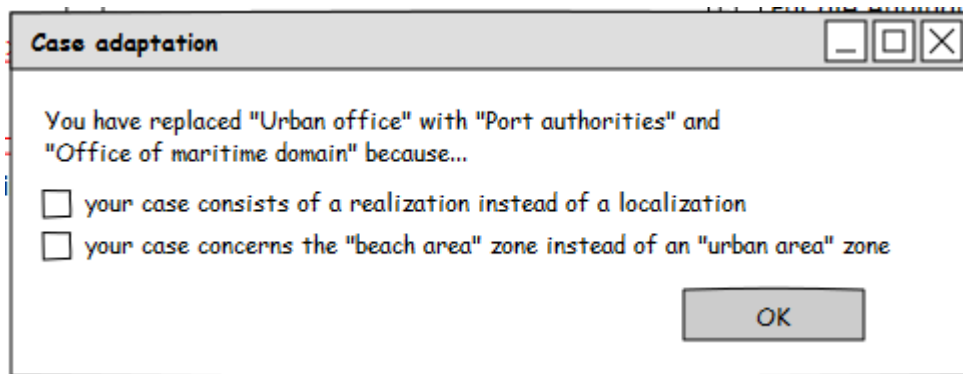 Case adaptation
You have replaced "Urban office" with "Port authorities" and
"Office of maritime domain" because...
your case consists of a realization instead of a localization
your case concerns the "beach area" zone instead of an "urban area" zone
OK